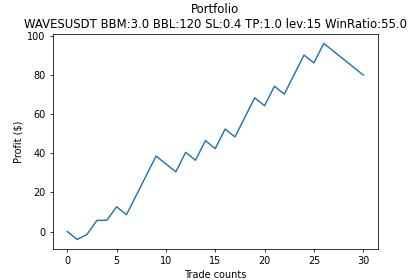 Portfolio
WAVESUSDT BBM:3.0 BBL:120 SL:0.4 TP:1.0 lev:15 WinRatio:55.0
100
80
60
40
20
0
Profit ($)
0 5 10 15 20 25 30
Trade counts